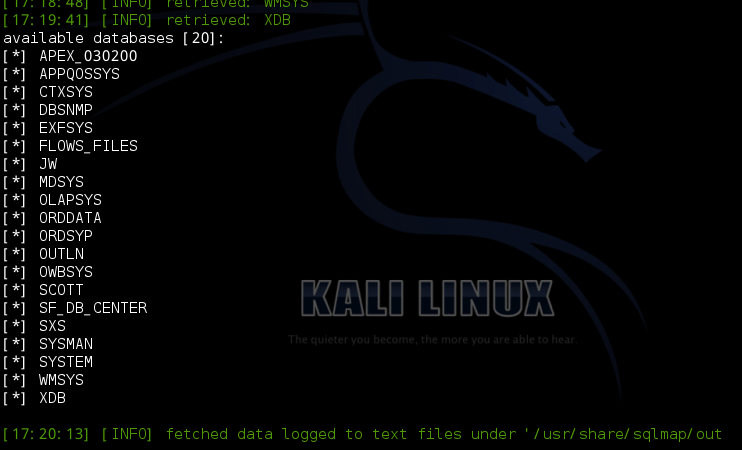 [17:18:48] [INFO] retrieved: WMSYS
[17:19:41] [INFO] retrieved: XDB
available databases [20]:
[*] APEX_030200
[*] APPQOSSYS
[*] CTXSYS
[*] DBSNMP
[*] EXFSYS
[*] FLOWS_FILES
[*] JW
[*] MDSYS
[*] OLAPSYS
[*] ORDDATA
[*] ORDSYP
[*] OUTLN
[*] OWBSYS
[*] SCOTT
[*] SF_DB_CENTER
[*] SXS
[*] SYSMAN
[*] SYSTEM
[*] WMSYS
[*] XDB
KALI LINUX
The quieter you become, the more you are able to hear.
[17:20:13] [INFO] fetched data logged to text files under '/usr/share/sqlmap/out